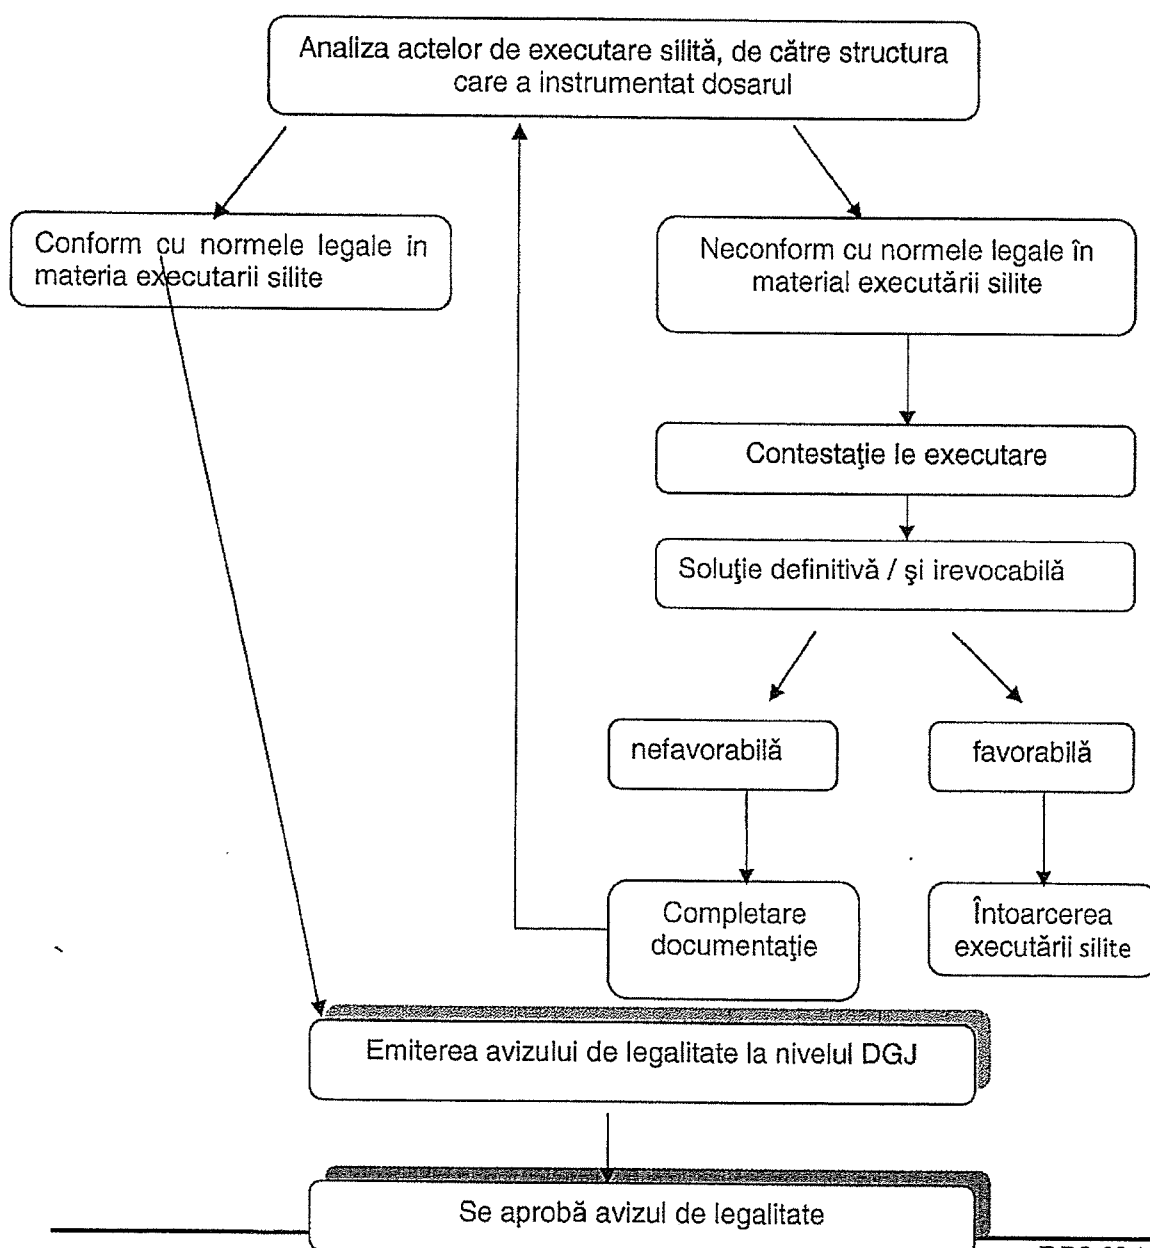 Analiza actelor de executare silită, de către structura
care a instrumentat dosarul
Conform cu normele legale in
materia executarii silite
Neconform cu normele legale în
material executării silite
Contestaţie le executare
Soluţie definitivă / şi irevocabilă
nefavorabilă
favorabilă
Completare
documentaţie
Întoarcerea
executării silite
Emiterea avizului de legalitate la nivelul DGJ
Se aprobă avizul de legalitate